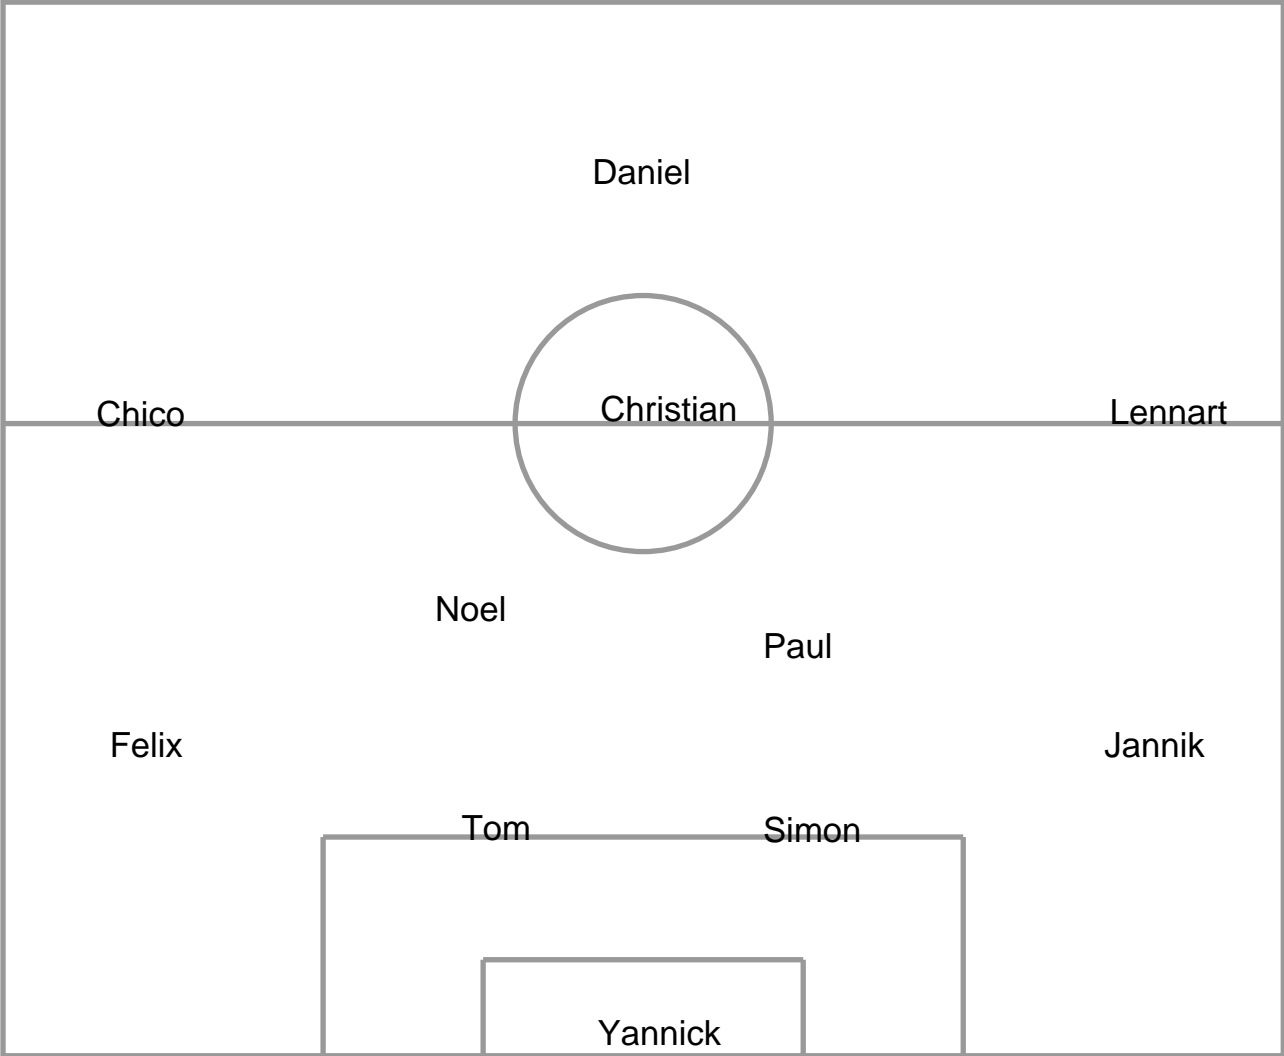 Daniel
Chico
Christian
Lennart
Noel
Paul
Felix
Jannik
Tom
Simon
Yannick